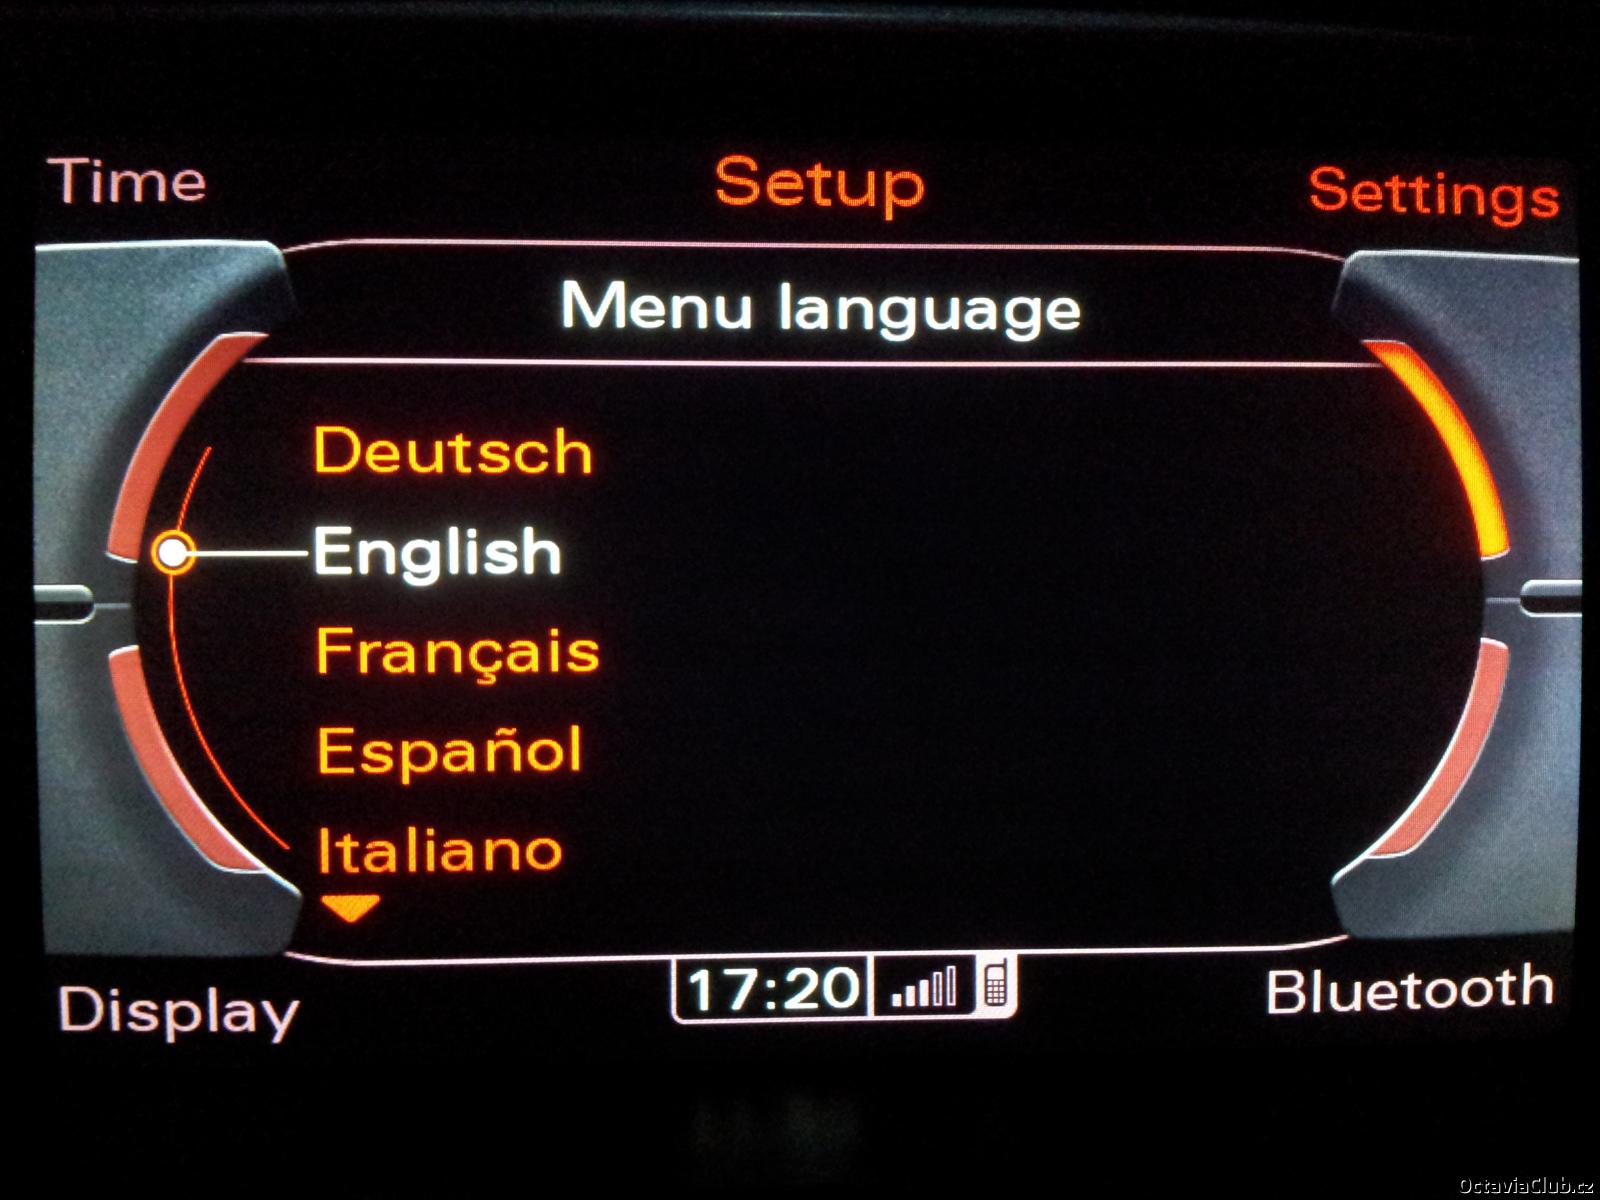 Time
Setup
Settings
Menu language
Deutsch
English
Français
Español
Italiano
Display
17:20
Bluetooth
OctaviaClub.cz